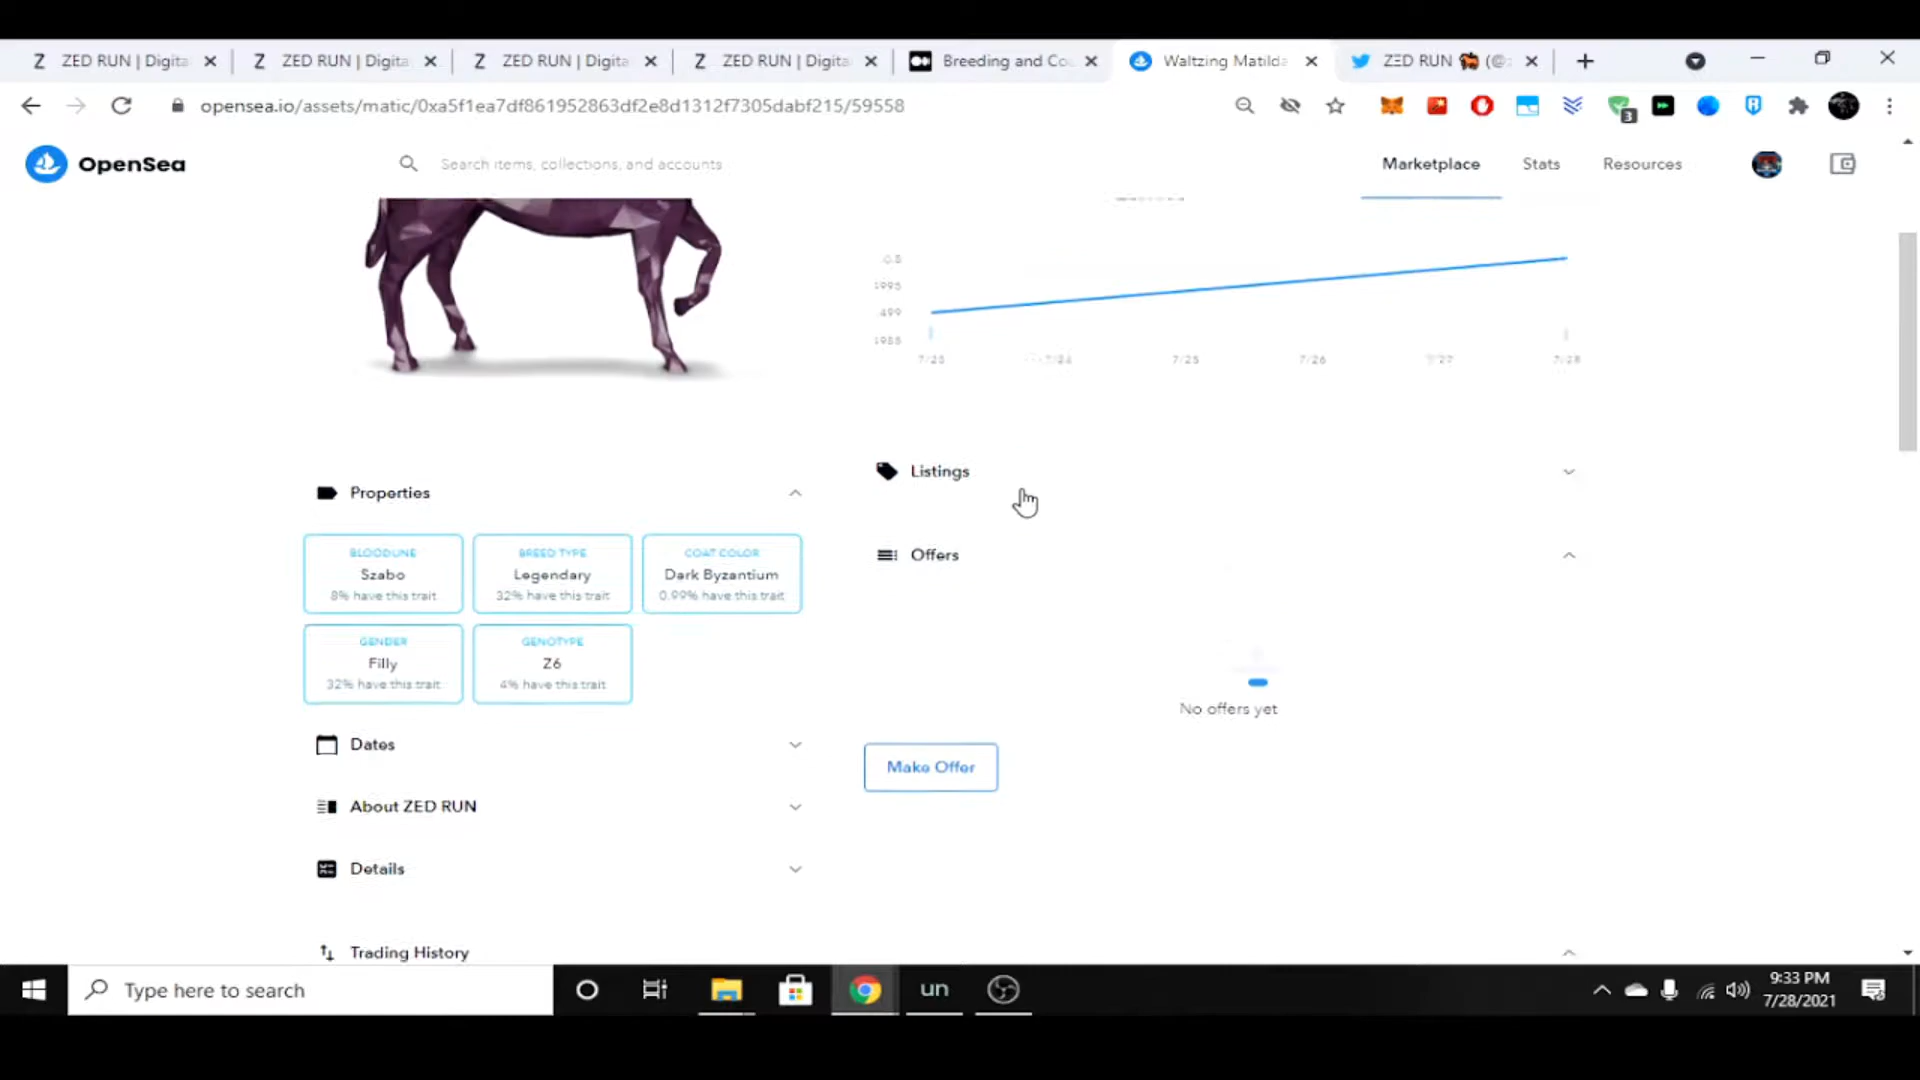 ZED RUN | Digita
ZED RUN | Digita
ZED RUN | Digita
ZED RUN | Digita
Breeding and Co
Waltzing Matilda
ZED RUN (@
opensea.io/assets/matic/0xa5f1ea7df861952863df2e8d1312f7305dabf215/59558
3
OpenSea
Search items, collections, and accounts
Marketplace
Stats
Resources
7/25
7/26
Listings
Properties
BLOODLINE
Szabo
8% have this trait
BREED TYPE
Legendary
32% have this trait
COAT COLOR
Dark Byzantium
0.99% have this trait
Offers
GENDER
Filly
32% have this trait
GENOTYPE
Z6
4% have this trait
No offers yet
Dates
Make Offer
About ZED RUN
Details
Trading History
Type here to search
un
9:33 PM
7/28/2021